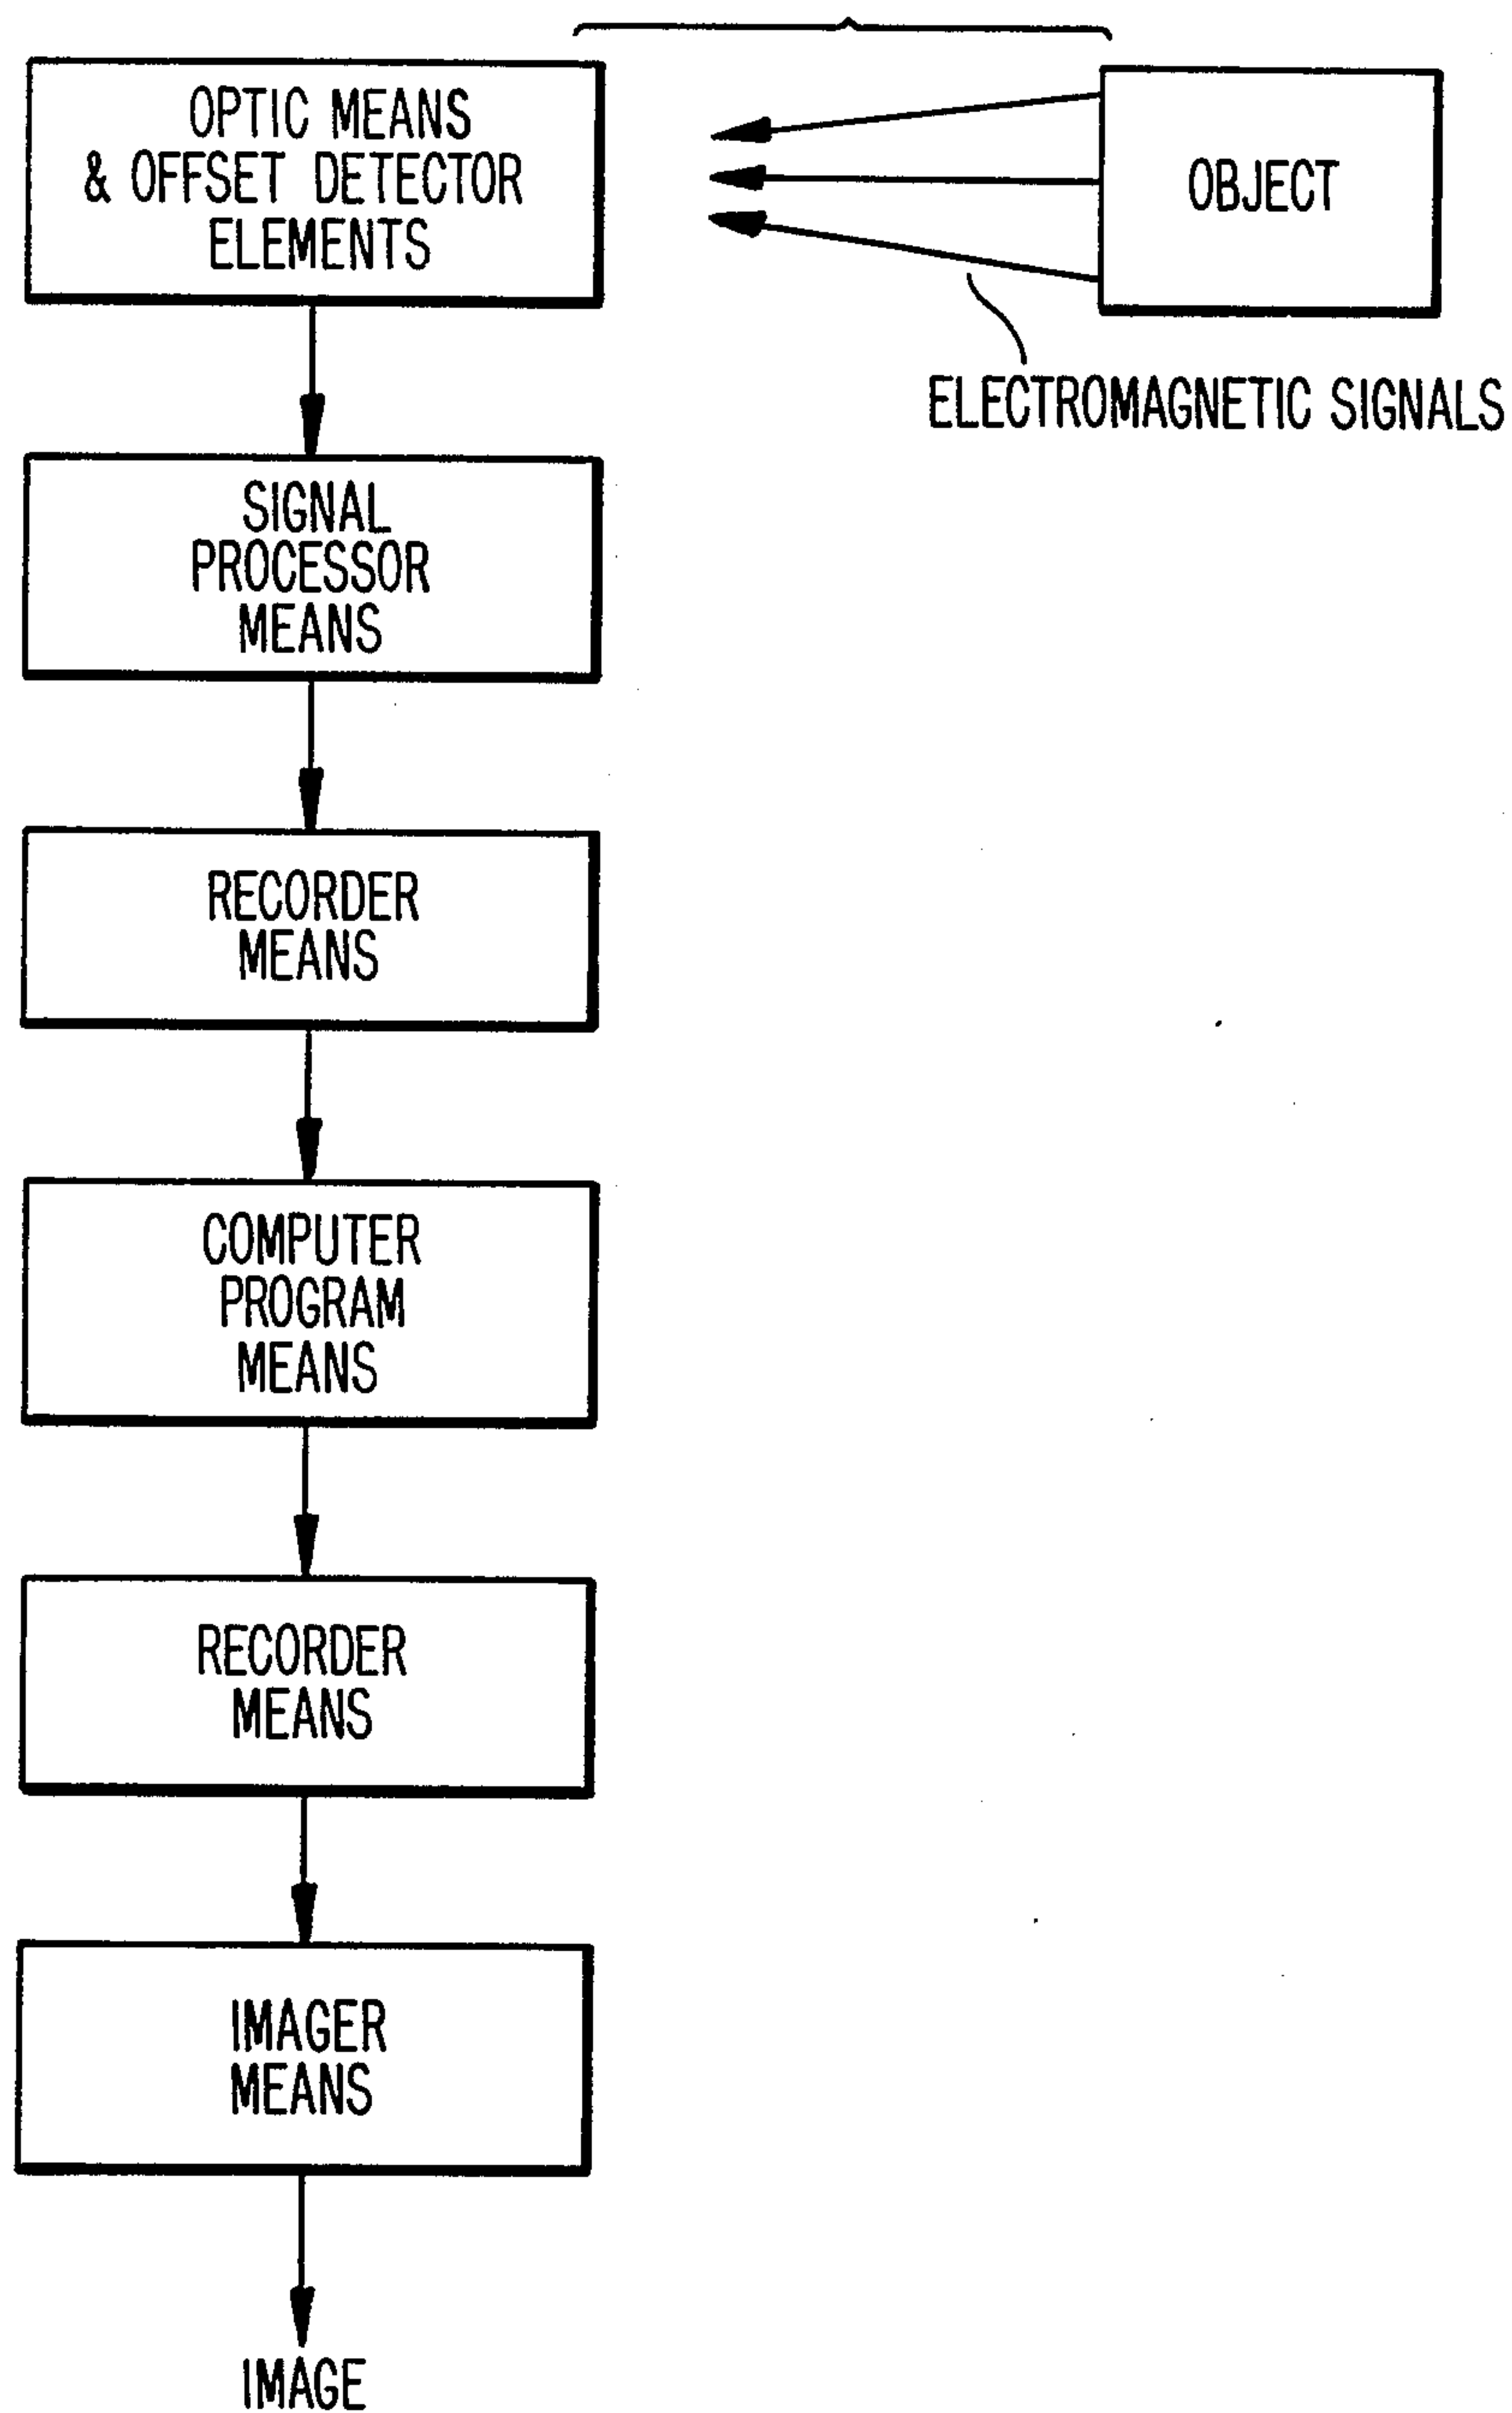 OPTIC MEANS
& OFFSET DETECTOR
ELEMENTS
OBJECT
ELECTROMAGNETIC SIGNALS
SIGNAL
PROCESSOR
MEANS
RECORDER
MEANS
COMPUTER
PROGRAM
MEANS
RECORDER
MEANS
IMAGER
MEANS
IMAGE